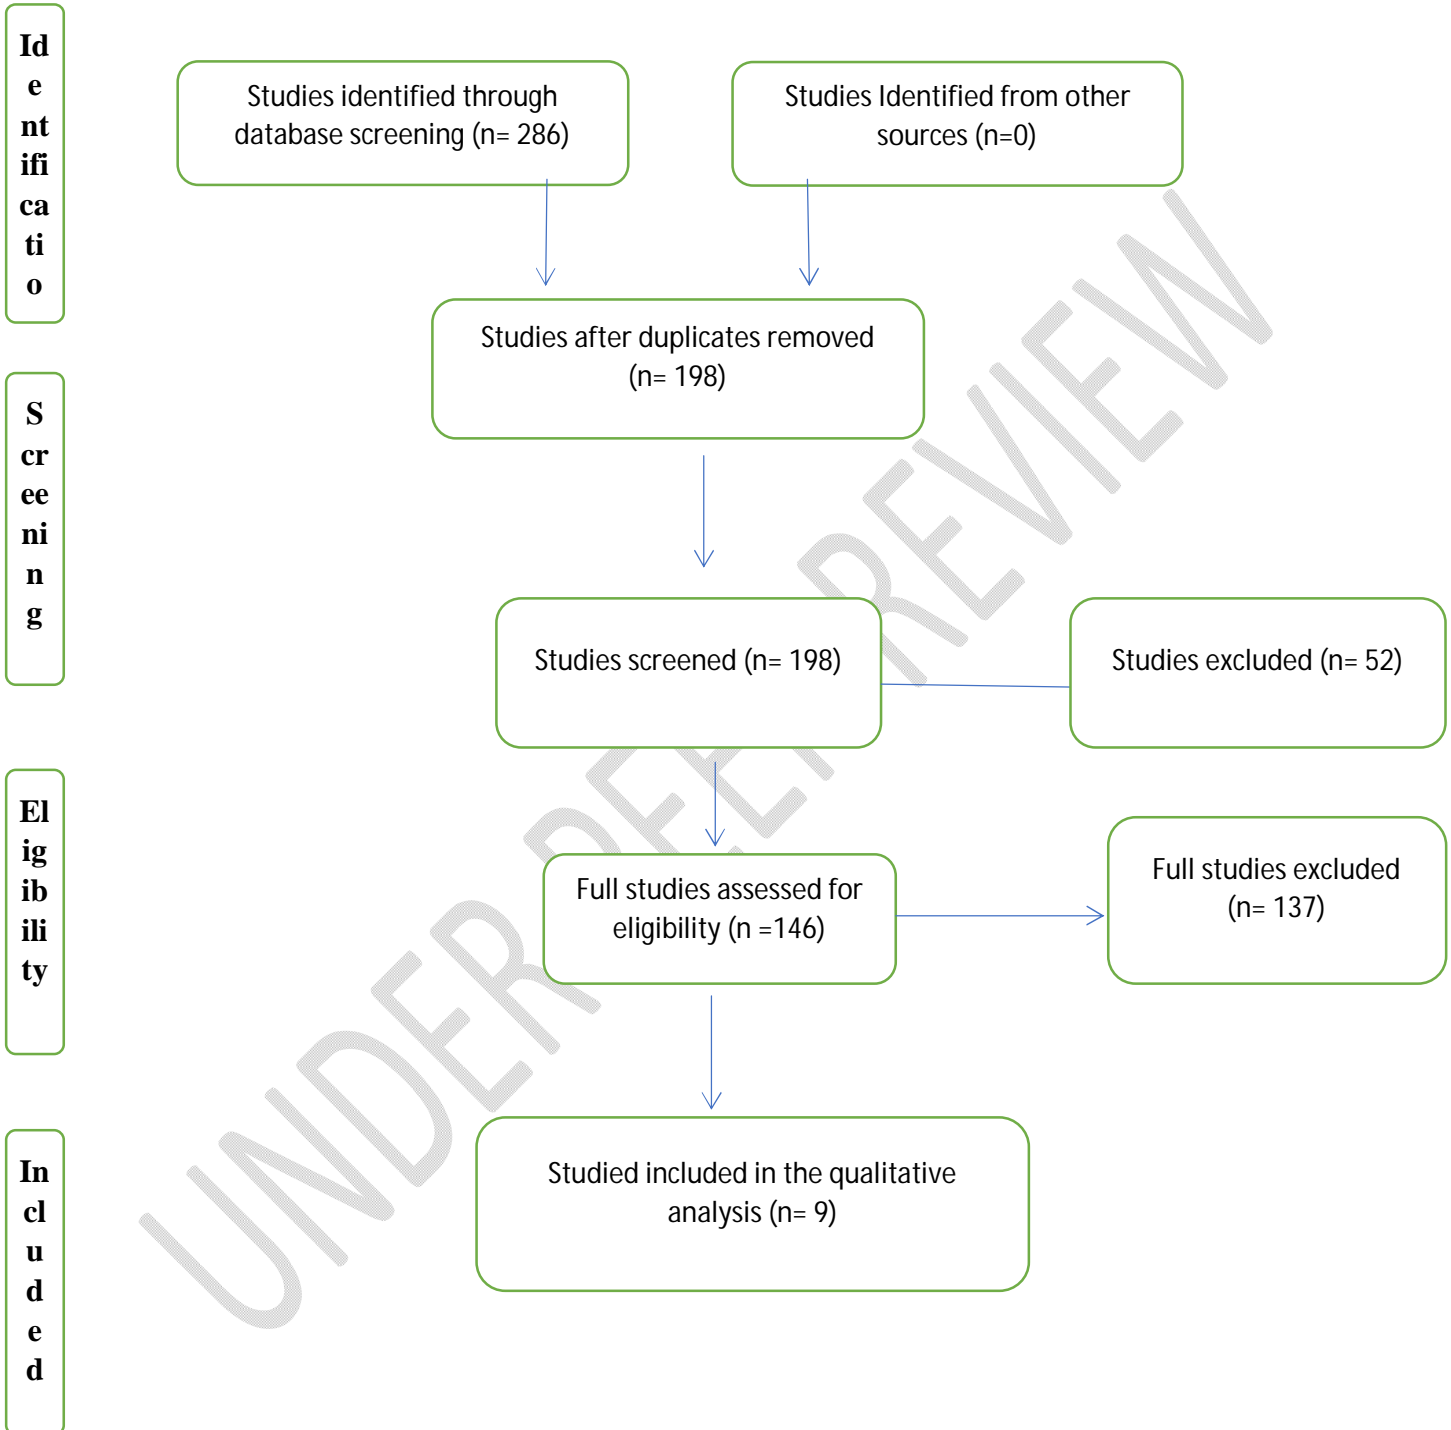 Id
e
nt
ifi
ca
ti
o
Studies identified through
database screening (n= 286)
Studies Identified from other
sources (n=0)
Studies after duplicates removed
(n= 198)
S
cr
ee
ni
n
g
Studies screened (n= 198)
Studies excluded (n= 52)
El
ig
ib
ili
ty
Full studies assessed for
eligibility (n =146)
Full studies excluded
(n= 137)
In
cl
u
d
e
d
Studied included in the qualitative
analysis (n= 9)
UNDER PEER REVIEW